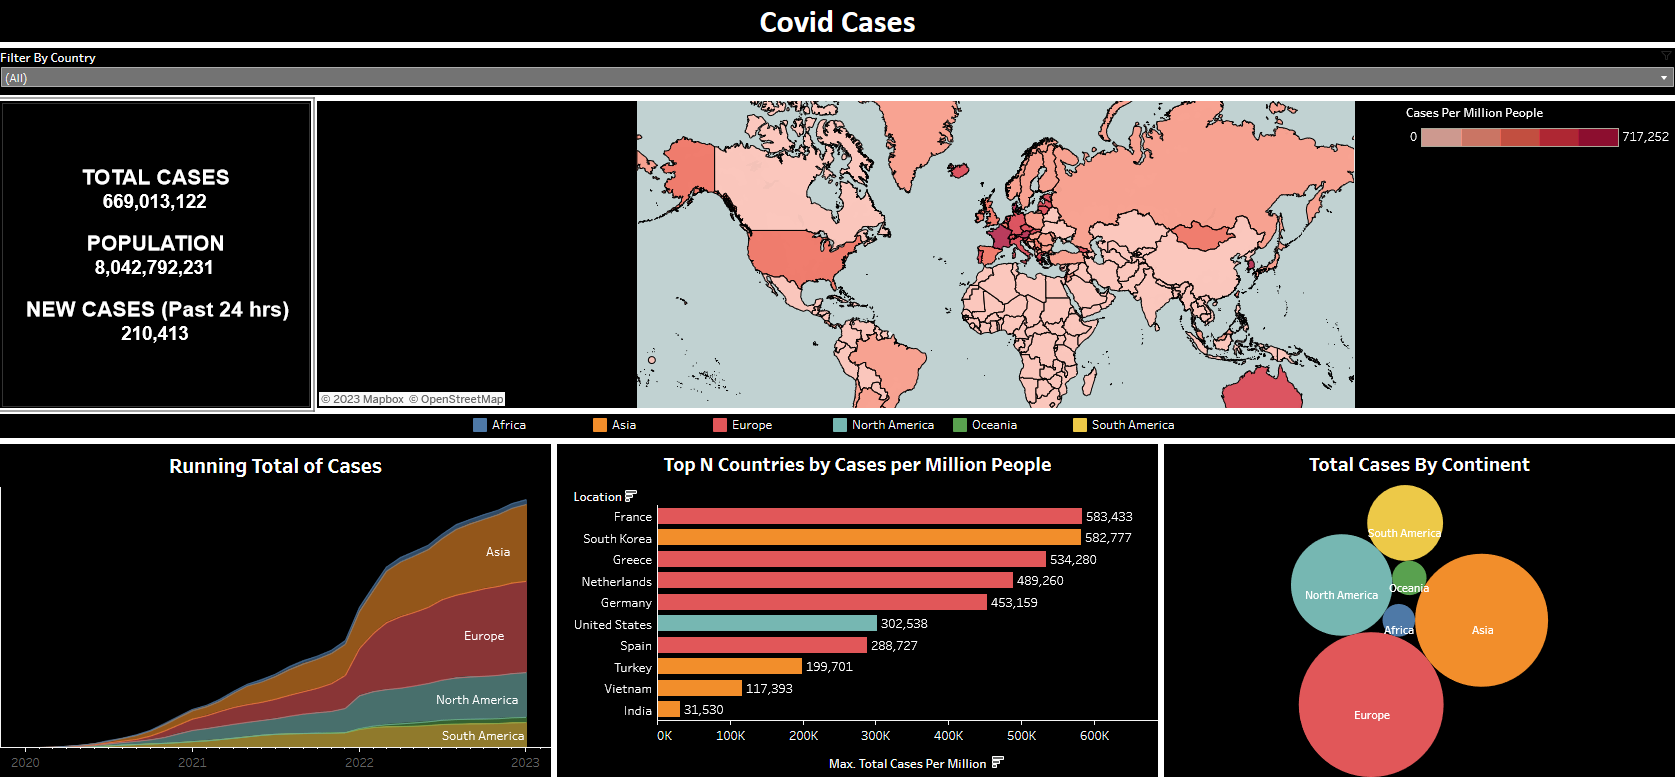 Covid Cases
Filter By Country
(All)
TOTAL CASES
669,013,122
POPULATION
8,042,792,231
NEW CASES (Past 24 hrs)
210,413
© 2023 Mapbox © OpenStreetMap
Cases Per Million People
0 717,252
Africa Asia Europe North America Oceania South America
Running Total of Cases
Asia
Europe
North America
South America
2020 2021 2022 2023
Top N Countries by Cases per Million People
Location
France 583,433
South Korea 582,777
Greece 534,280
Netherlands 489,260
Germany 453,159
United States 302,538
Spain 288,727
Turkey 199,701
Vietnam 117,393
India 31,530
0K 100K 200K 300K 400K 500K 600K
Max. Total Cases Per Million
Total Cases By Continent
South America
Oceania
North America
Africa
Asia
Europe